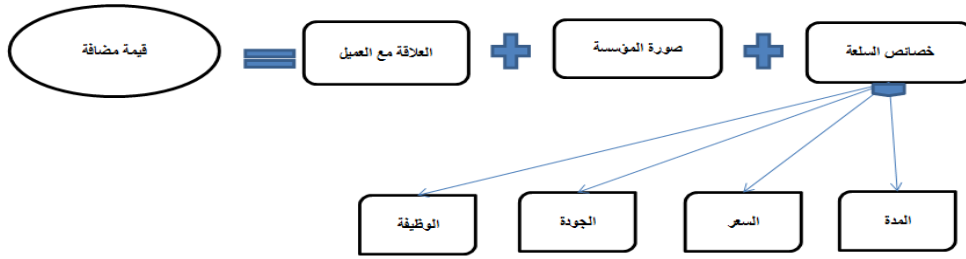 خصائص السلعة
صورة المؤسسة
العلاقة مع العميل
قيمة مضافة
المدة
السعر
الجودة
الوظيفة